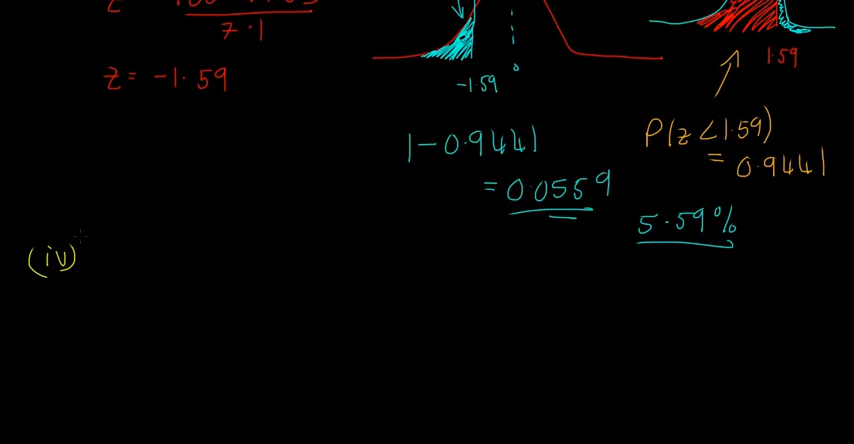 7.1
z = -1.59
-1.59
0
1.59
P(z < 1.59)
= 0.9441
1 - 0.9441
= 0.0559
5.59%
(iv)